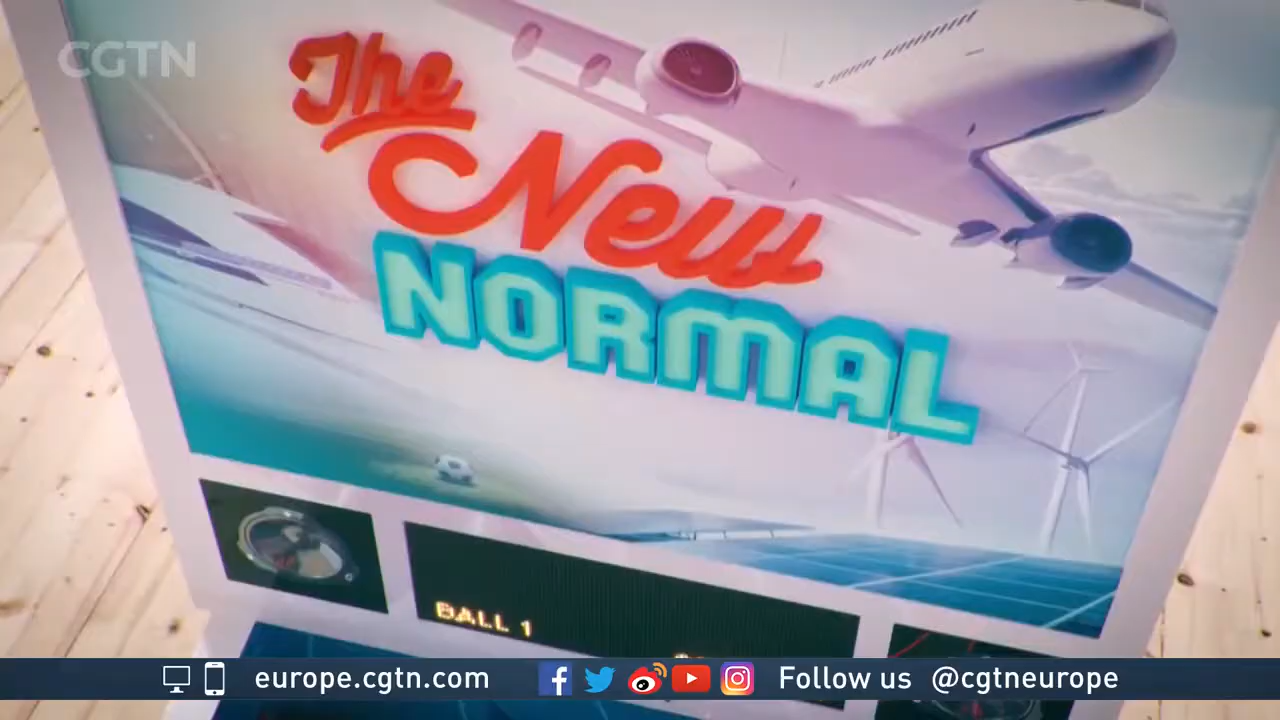 CGTN
The
New
NORMAL
BALL 1
europe.cgtn.com Follow us @cgtneurope